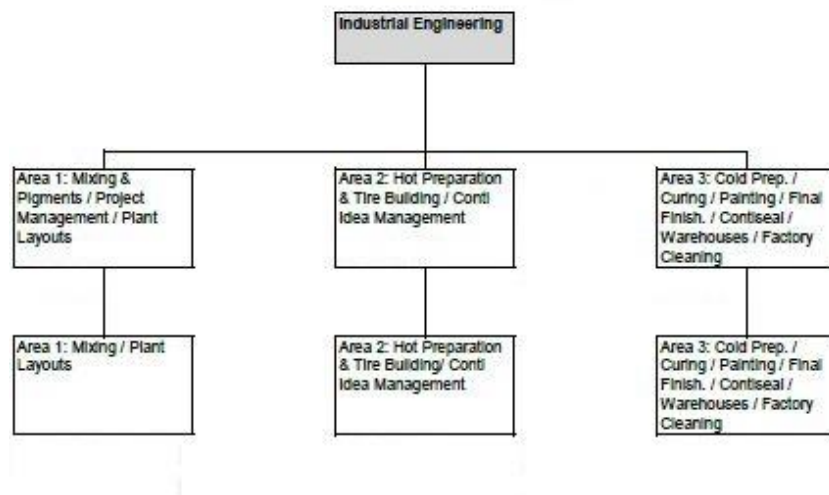 Industrial Engineering
Area 1: Mixing &
Pigments / Project
Management / Plant
Layouts
Area 2: Hot Preparation
& Tire Building / Conti
Idea Management
Area 3: Cold Prep. /
Curing / Painting / Final
Finish. / Contiseal /
Warehouses / Factory
Cleaning
Area 1: Mixing / Plant
Layouts
Area 2: Hot Preparation
& Tire Building/ Conti
Idea Management
Area 3: Cold Prep. /
Curing / Painting / Final
Finish. / Contiseal /
Warehouses / Factory
Cleaning